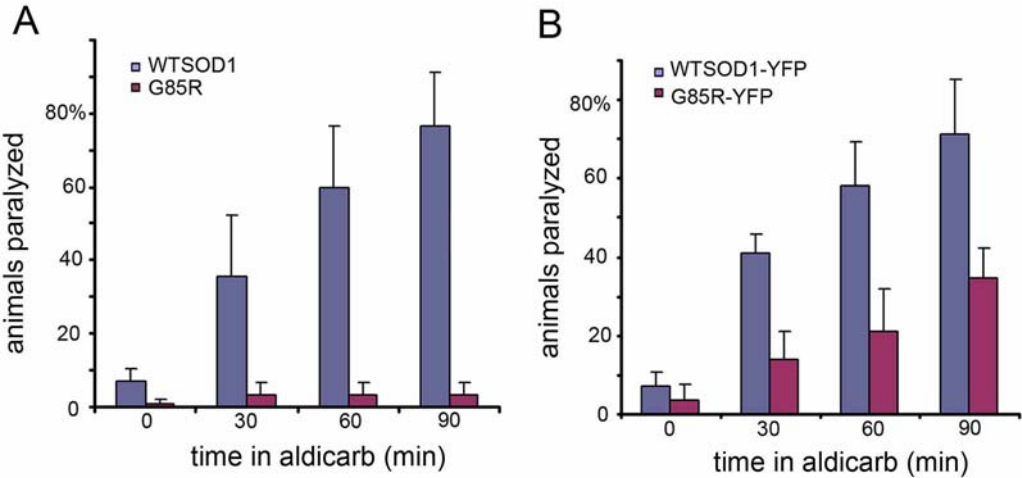 A
WTSOD1
G85R
80%
60
40
20
0
0 30 60 90
animals paralyzed
time in aldicarb (min)
B
WTSOD1-YFP
G85R-YFP
80%
60
40
20
0
0 30 60 90
animals paralyzed
time in aldicarb (min)